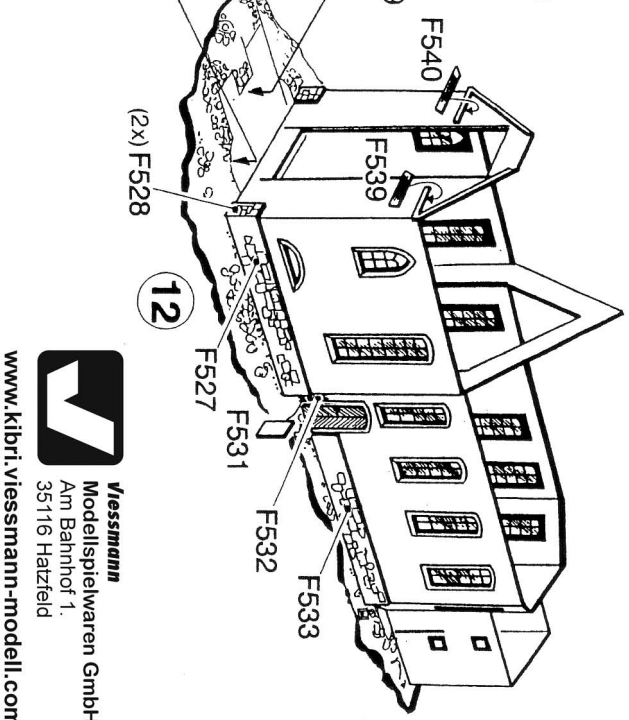 F540
F539
(2x) F528
12
F527
F531
F532
F533
Viessmann
Modellspielwaren GmbH
Am Bahnhof 1.
35116 Hatzfeld
www.kibri.viessmann-modell.com